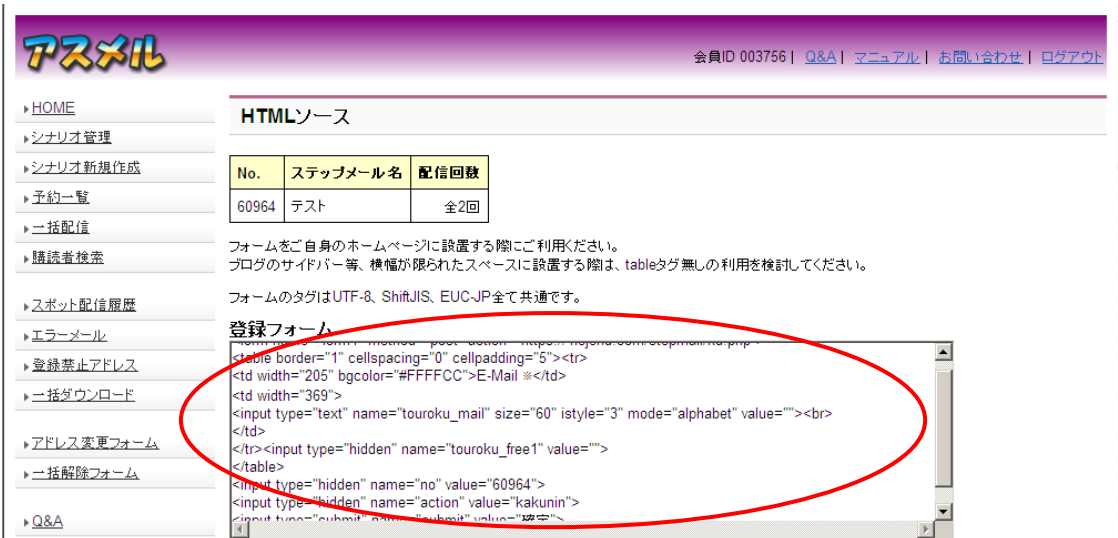 アスメル
会員ID 003756 | Q&A | マニュアル | お問い合わせ | ログアウト
HOME
シナリオ管理
シナリオ新規作成
予約一覧
一括配信
購読者検索
スポット配信履歴
エラーメール
登録禁止アドレス
一括ダウンロード
アドレス変更フォーム
一括解除フォーム
Q&A
HTMLソース
No. ステップメール名 配信回数
60964 テスト 全2回
フォームをご自身のホームページに設置する際にご利用ください。
ブログのサイドバー等、横幅が限られたスペースに設置する際は、tableタグ無しの利用を検討してください。
フォームのタグはUTF-8、ShiftJIS、EUC-JP全て共通です。
登録フォーム
<table border="1" cellspacing="0" cellpadding="5"><tr>
<td width="205" bgcolor="#FFFFCC">E-Mail ※</td>
<td width="369">
<input type="text" name="touroku_mail" size="60" istyle="3" mode="alphabet" value=""><br>
</td>
</tr><input type="hidden" name="touroku_free1" value="">
</table>
<input type="hidden" name="no" value="60964">
<input type="hidden" name="action" value="kakunin">
<input type="submit" name="submit" value="確定">